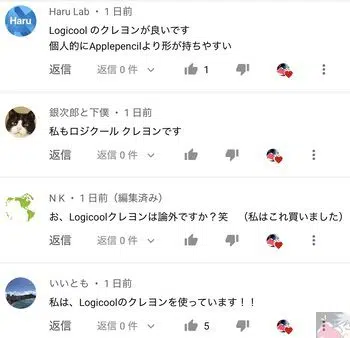 Haru
Haru Lab • 1 日前
Logicool のクレヨンが良いです
個人的にApplepencilより形が持ちやすい
返信 返信 0 件 1
銀次郎と下僕 • 1 日前
私もロジクール クレヨンです
返信 返信 0 件
N K • 1 日前（編集済み）
お、Logicoolクレヨンは論外ですか？笑　（私はこれ買いました）
返信 返信 0 件
いいとも • 1 日前
私は、Logicoolのクレヨンを使っています！！
返信 返信 0 件 5